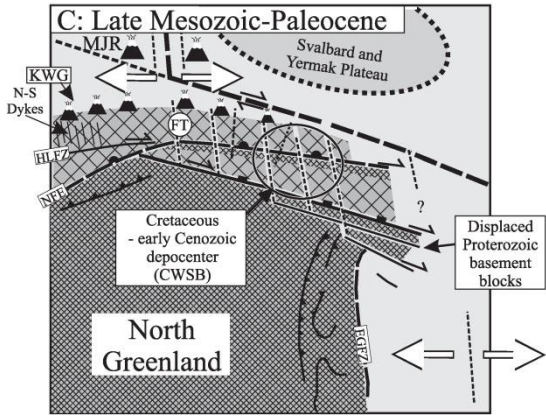 C: Late Mesozoic-Paleocene
MJR
Svalbard and
Yermak Plateau
KWG
N-S
Dykes
FT
HLFZ
NFF
?
Cretaceous
- early Cenozoic
depocenter
(CWSB)
Displaced
Proterozoic
basement
blocks
North
Greenland
EGFZ